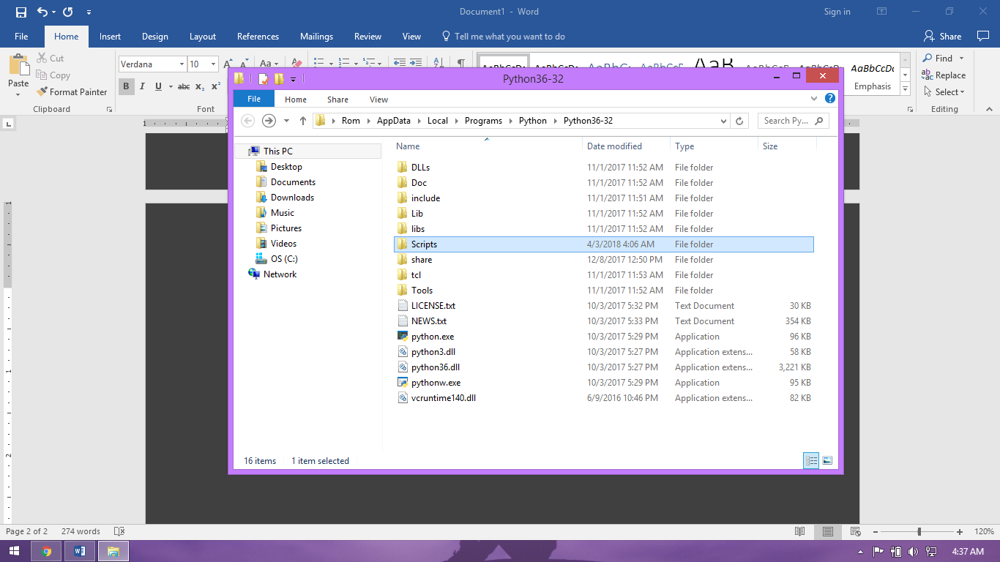 Document1 - Word
Sign in
File Home Insert Design Layout References Mailings Review View Tell me what you want to do Share
Paste
Cut
Copy
Format Painter
Clipboard
Verdana 10
B I U abc X₂ X²
Font
Aa
AaBbCcDc
Emphasis
Find
Replace
Select
Editing
Python36-32
File Home Share View
Rom AppData Local Programs Python Python36-32
Search Py...
This PC
Desktop
Documents
Downloads
Music
Pictures
Videos
OS (C:)
Network
Name Date modified Type Size
DLLs 11/1/2017 11:52 AM File folder
Doc 11/1/2017 11:52 AM File folder
include 11/1/2017 11:51 AM File folder
Lib 11/1/2017 11:52 AM File folder
libs 11/1/2017 11:52 AM File folder
Scripts 4/3/2018 4:06 AM File folder
share 12/8/2017 12:50 PM File folder
tcl 11/1/2017 11:53 AM File folder
Tools 11/1/2017 11:52 AM File folder
LICENSE.txt 10/3/2017 5:32 PM Text Document 30 KB
NEWS.txt 10/3/2017 5:33 PM Text Document 354 KB
python.exe 10/3/2017 5:29 PM Application 96 KB
python3.dll 10/3/2017 5:27 PM Application extens... 58 KB
python36.dll 10/3/2017 5:27 PM Application extens... 3,221 KB
pythonw.exe 10/3/2017 5:29 PM Application 95 KB
vcruntime140.dll 6/9/2016 10:46 PM Application extens... 82 KB
16 items 1 item selected
Page 2 of 2 274 words
120%
4:37 AM